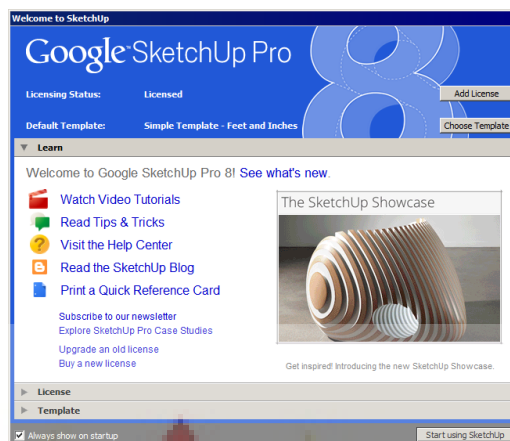 Welcome to SketchUp
Google™ SketchUp Pro
8
Licensing Status: Licensed Add License
Default Template: Simple Template - Feet and Inches Choose Template
Learn
Welcome to Google SketchUp Pro 8! See what's new.
Watch Video Tutorials
Read Tips & Tricks
Visit the Help Center
Read the SketchUp Blog
Print a Quick Reference Card
Subscribe to our newsletter
Explore SketchUp Pro Case Studies
Upgrade an old license
Buy a new license
The SketchUp Showcase
Get inspired! Introducing the new SketchUp Showcase.
License
Template
Always show on startup Start using SketchUp